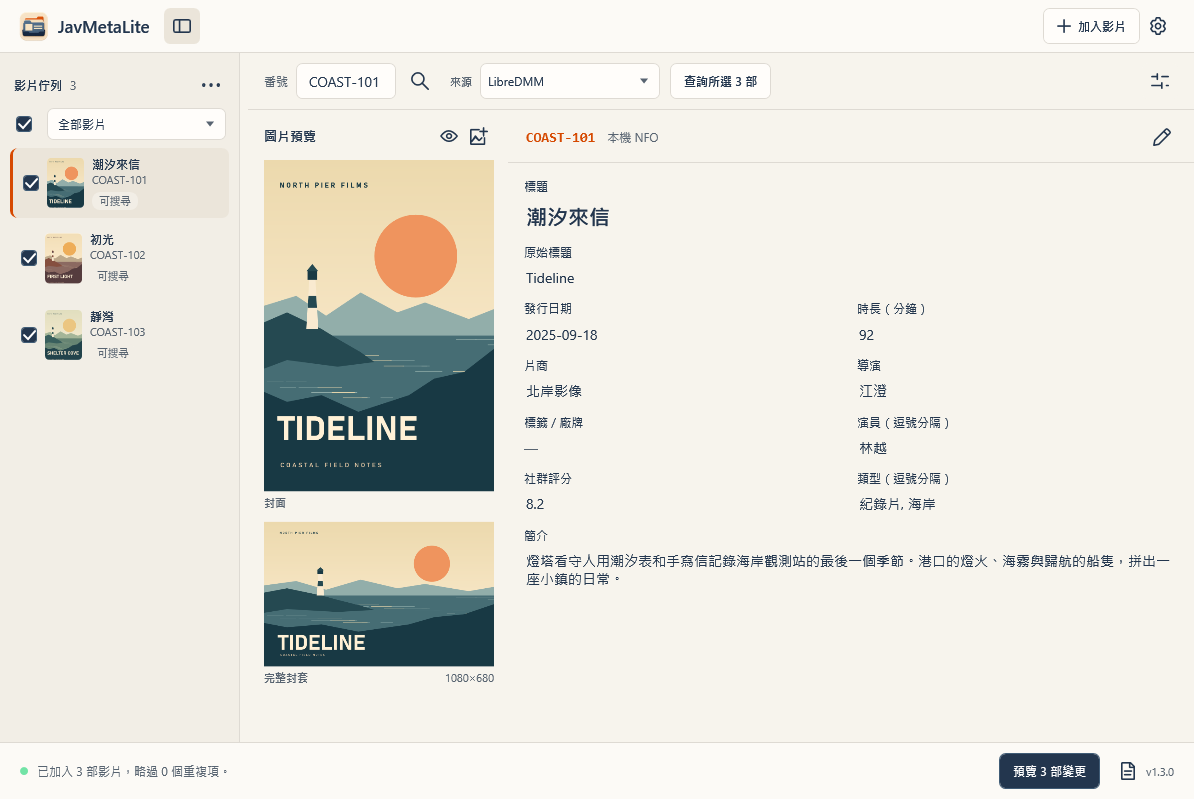 JavMetaLite
加入影片
影片佇列 3
全部影片
潮汐來信
COAST-101
可搜尋
TIDELINE
初光
COAST-102
可搜尋
FIRST LIGHT
靜灣
COAST-103
可搜尋
SHELTER COVE
番號 COAST-101 來源 LibreDMM 查詢所選 3 部
圖片預覽
NORTH PIER FILMS
TIDELINE
COASTAL FIELD NOTES
封面
NORTH PIER FILMS
TIDELINE
COASTAL FIELD NOTES
完整封套 1080×680
COAST-101 本機 NFO
標題
潮汐來信
原始標題
Tideline
發行日期 時長（分鐘）
2025-09-18 92
片商 導演
北岸影像 江澄
標籤 / 廠牌 演員（逗號分隔）
— 林越
社群評分 類型（逗號分隔）
8.2 紀錄片, 海岸
簡介
燈塔看守人用潮汐表和手寫信記錄海岸觀測站的最後一個季節。港口的燈火、海霧與歸航的船隻，拼出一
座小鎮的日常。
已加入 3 部影片，略過 0 個重複項。
預覽 3 部變更
v1.3.0